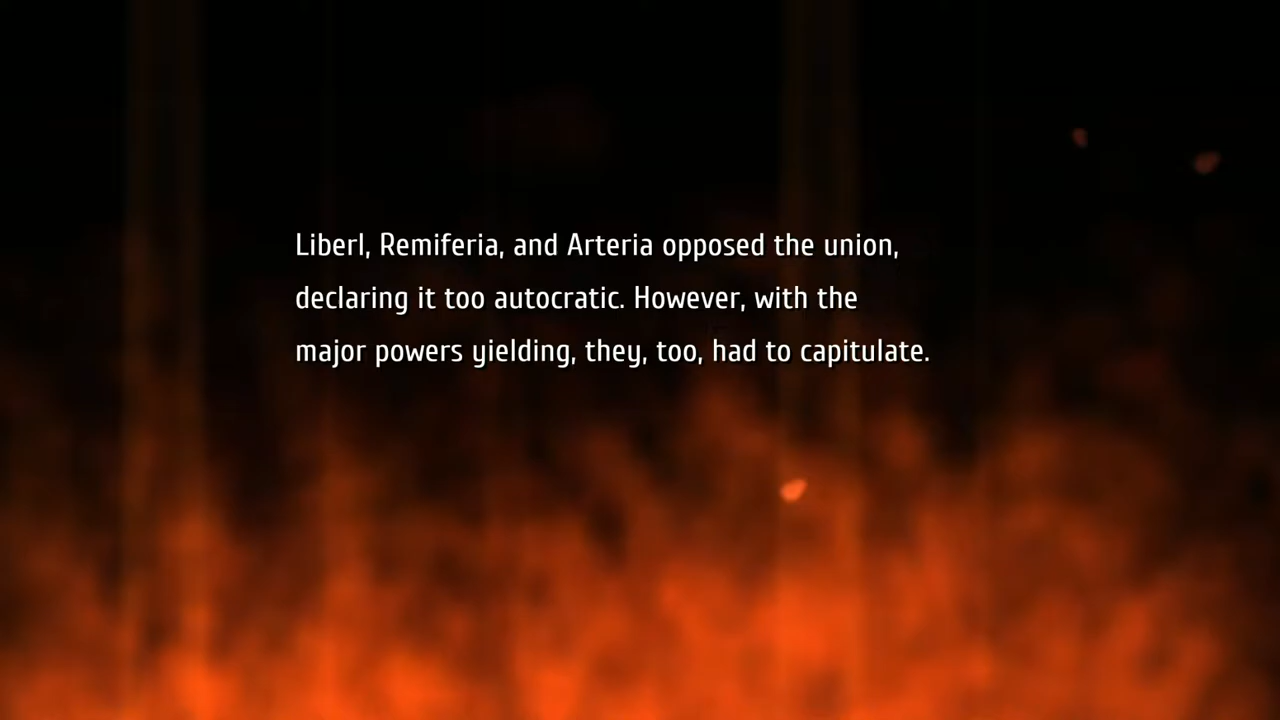 Liberl, Remiferia, and Arteria opposed the union,
declaring it too autocratic. However, with the
major powers yielding, they, too, had to capitulate.